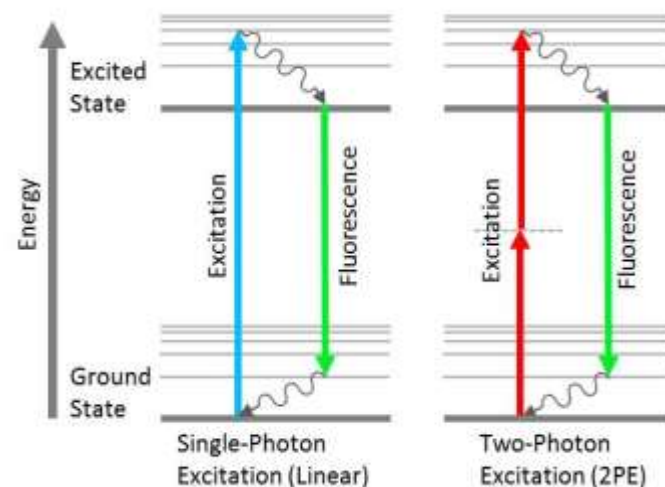 Energy
Excited
State
Ground
State
Excitation
Fluorescence
Single-Photon
Excitation (Linear)
Excitation
Fluorescence
Two-Photon
Excitation (2PE)